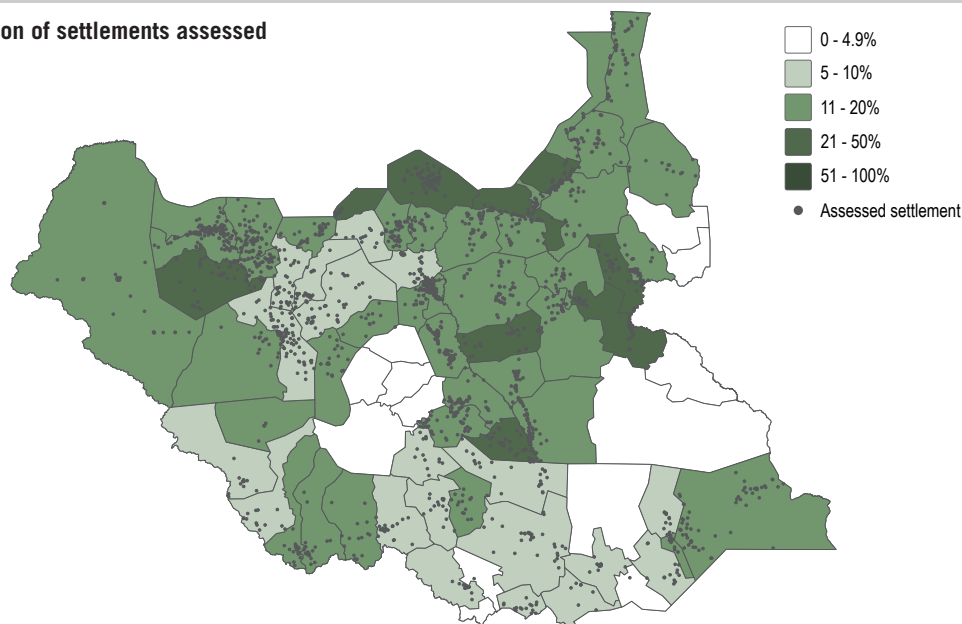 on of settlements assessed
0 - 4.9%
5 - 10%
11 - 20%
21 - 50%
51 - 100%
Assessed settlement